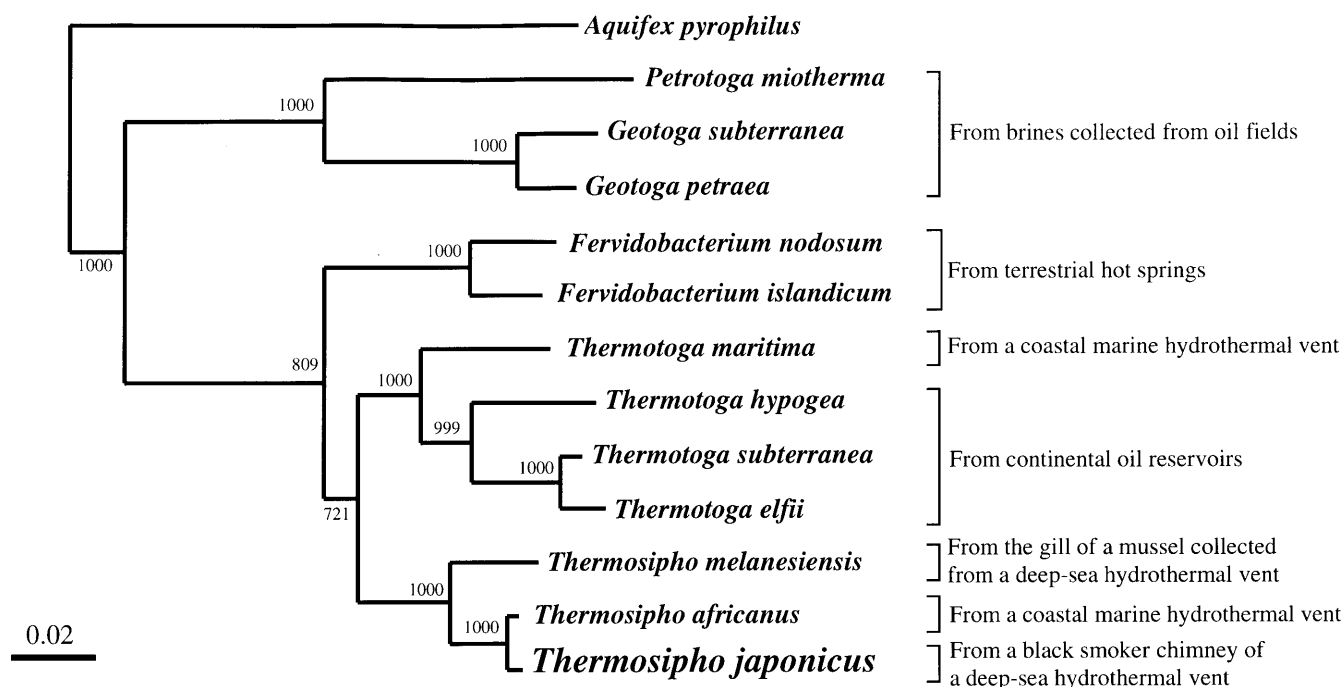 Aquifex pyrophilus
Petrotoga miotherma
1000
Geotoga subterranea
From brines collected from oil fields
1000
Geotoga petraea
Fervidobacterium nodosum
1000
1000
From terrestrial hot springs
Fervidobacterium islandicum
Thermotoga maritima
From a coastal marine hydrothermal vent
809
1000
Thermotoga hypogea
999
Thermotoga subterranea
From continental oil reservoirs
1000
Thermotoga elfii
721
Thermosipho melanesiensis
From the gill of a mussel collected
from a deep-sea hydrothermal vent
1000
Thermosipho africanus
From a coastal marine hydrothermal vent
1000
0.02
Thermosipho japonicus
From a black smoker chimney of
a deep-sea hydrothermal vent